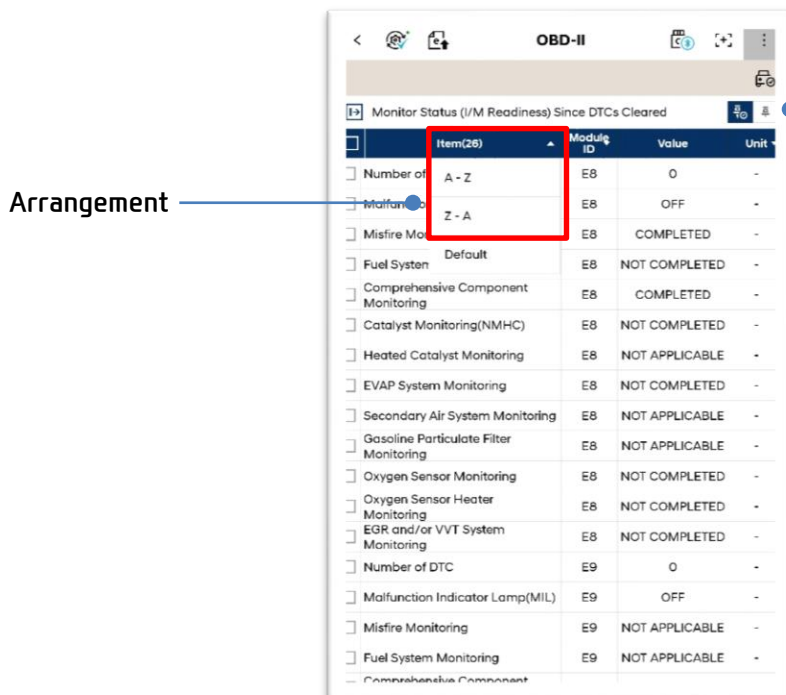 OBD-II
Monitor Status (I/M Readiness) Since DTCs Cleared
Item(26) Module ID Value Unit
Arrangement
A - Z
Z - A
Default
Number of E8 0 -
E8 OFF -
Misfire Mo E8 COMPLETED -
Fuel System E8 NOT COMPLETED -
Comprehensive Component
Monitoring E8 COMPLETED -
Catalyst Monitoring(NMHC) E8 NOT COMPLETED -
Heated Catalyst Monitoring E8 NOT APPLICABLE -
EVAP System Monitoring E8 NOT COMPLETED -
Secondary Air System Monitoring E8 NOT APPLICABLE -
Gasoline Particulate Filter
Monitoring E8 NOT APPLICABLE -
Oxygen Sensor Monitoring E8 NOT COMPLETED -
Oxygen Sensor Heater
Monitoring E8 NOT COMPLETED -
EGR and/or VVT System
Monitoring E8 NOT COMPLETED -
Number of DTC E9 0 -
Malfunction Indicator Lamp(MIL) E9 OFF -
Misfire Monitoring E9 NOT APPLICABLE -
Fuel System Monitoring E9 NOT APPLICABLE -
Comprehensive Component